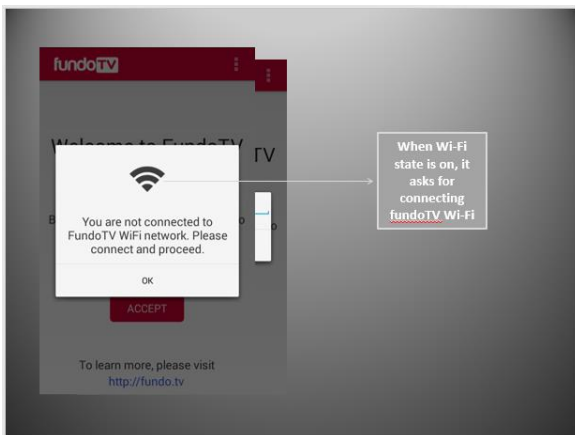 fundoTV
Welcome to FundoTV
TV
You are not connected to
FundoTV WiFi network. Please
connect and proceed.
OK
ACCEPT
To learn more, please visit
http://fundo.tv
When Wi-Fi
state is on, it
asks for
connecting
fundoTV Wi-Fi